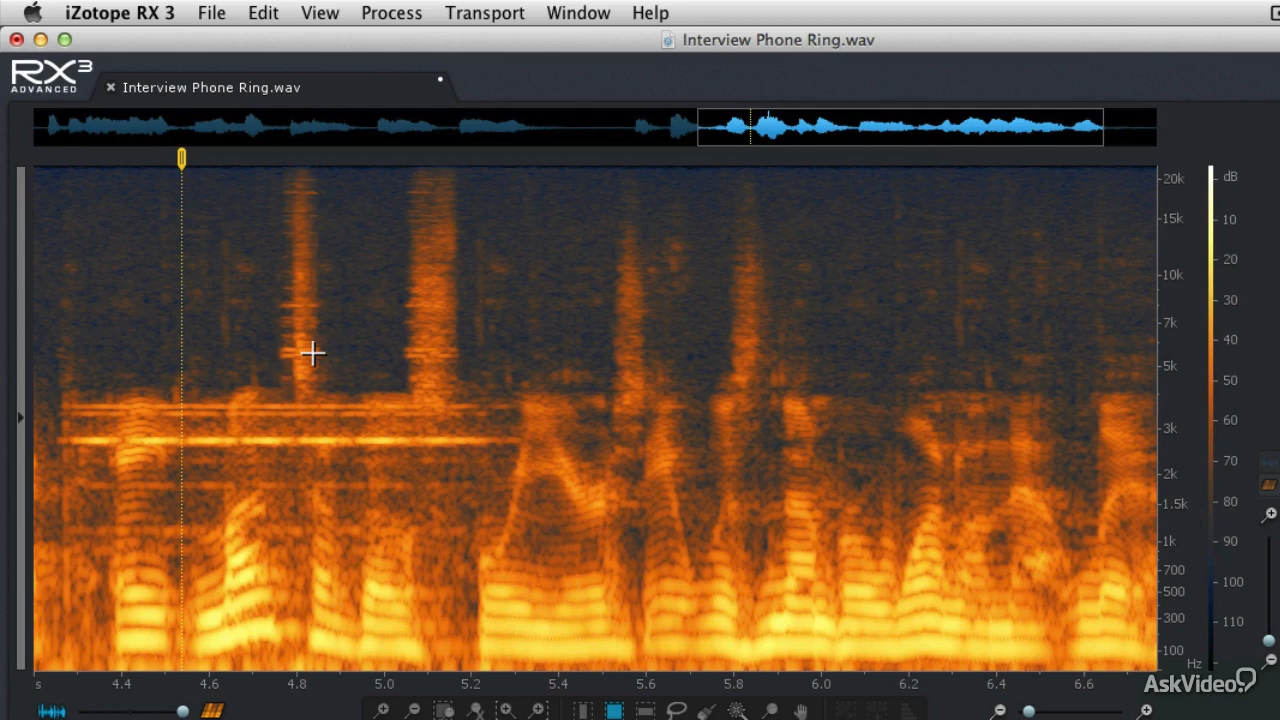 iZotope RX 3 File Edit View Process Transport Window Help
Interview Phone Ring.wav
RX3
ADVANCED
Interview Phone Ring.wav
dB
20k
15k
10k
7k
5k
3k
2k
1.5k
1k
700
500
300
100
Hz
10
20
30
40
50
60
70
80
90
100
110
s 4.4 4.6 4.8 5.0 5.2 5.4 5.6 5.8 6.0 6.2 6.4 6.6
AskVideo